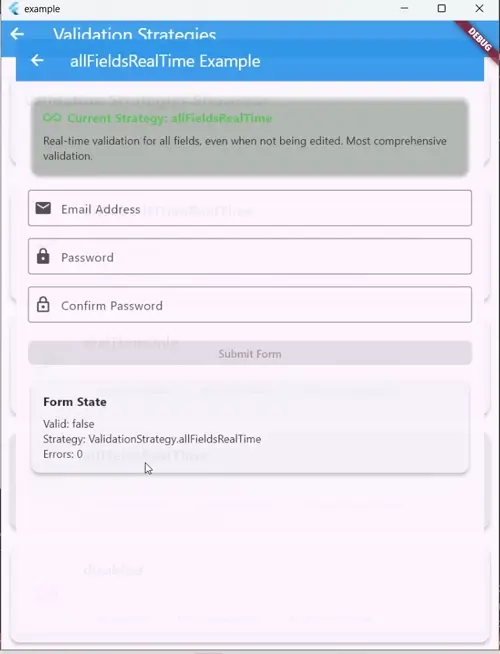 example
DEBUG
Validation Strategies
allFieldsRealTime Example
Current Strategy: allFieldsRealTime
Real-time validation for all fields, even when not being edited. Most comprehensive
validation.
Email Address
Password
Confirm Password
Submit Form
Form State
Valid: false
Strategy: ValidationStrategy.allFieldsRealTime
Errors: 0
disabled